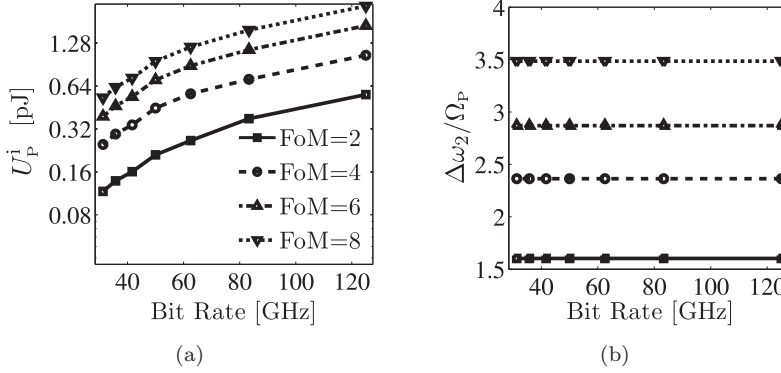 1.28
0.64
0.32
0.16
0.08
U_P^i [pJ]
FoM=2
FoM=4
FoM=6
FoM=8
40 60 80 100 120
Bit Rate [GHz]
(a)
4
3.5
3
2.5
2
1.5
Δω₂/Ω_P
40 60 80 100 120
Bit Rate [GHz]
(b)